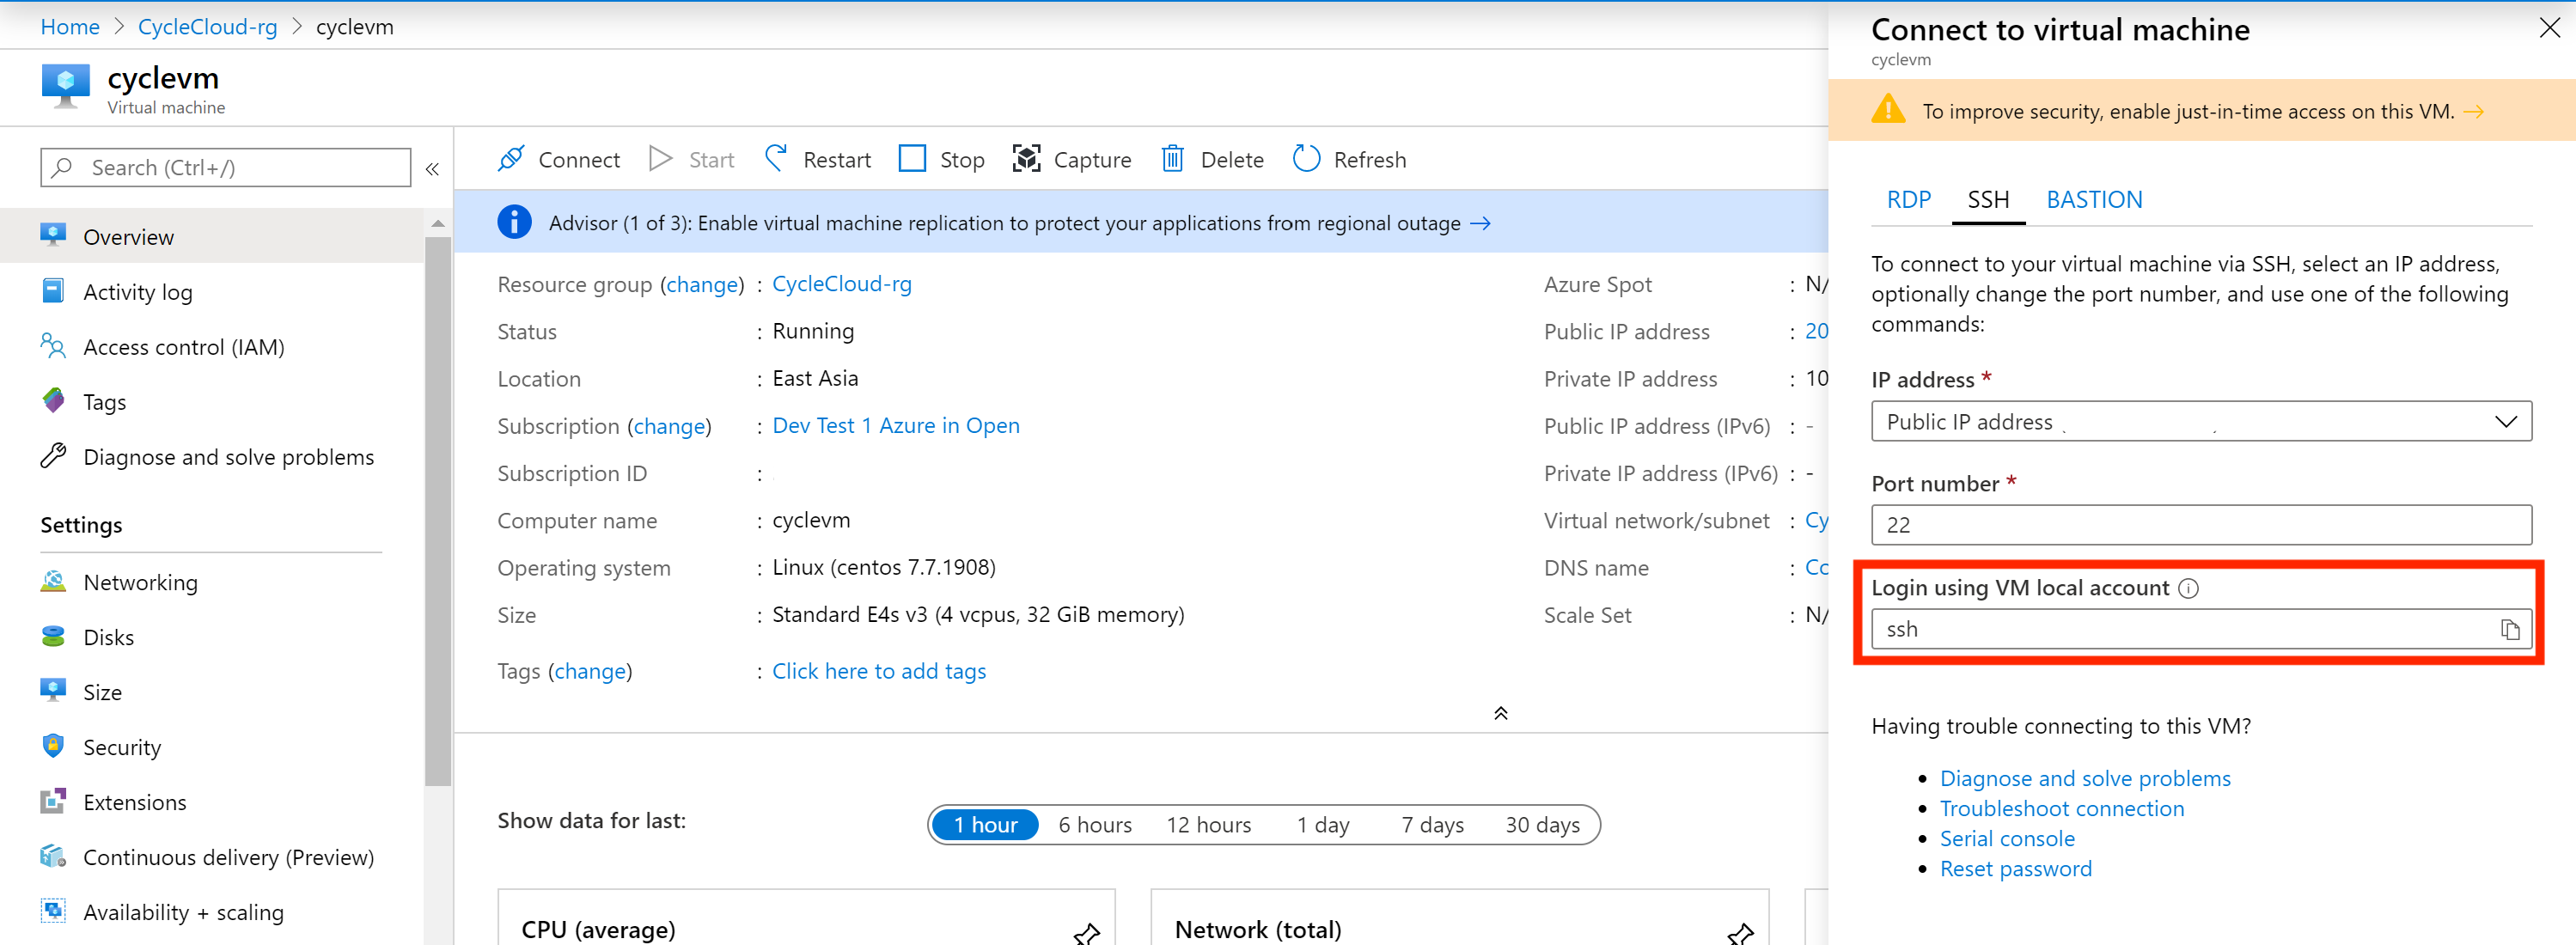 Home > CycleCloud-rg > cyclevm
cyclevm
Virtual machine
Search (Ctrl+/)
«
Overview
Activity log
Access control (IAM)
Tags
Diagnose and solve problems
Settings
Networking
Disks
Size
Security
Extensions
Continuous delivery (Preview)
Availability + scaling
Connect Start Restart Stop Capture Delete Refresh
Advisor (1 of 3): Enable virtual machine replication to protect your applications from regional outage →
Resource group (change) : CycleCloud-rg
Status : Running
Location : East Asia
Subscription (change) : Dev Test 1 Azure in Open
Subscription ID :
Computer name : cyclevm
Operating system : Linux (centos 7.7.1908)
Size : Standard E4s v3 (4 vcpus, 32 GiB memory)
Tags (change) : Click here to add tags
Azure Spot : N/
Public IP address : 20
Private IP address : 10
Public IP address (IPv6) : -
Private IP address (IPv6) : -
Virtual network/subnet : Cy
DNS name : Cc
Scale Set : N/
Show data for last: 1 hour 6 hours 12 hours 1 day 7 days 30 days
CPU (average)
Network (total)
Connect to virtual machine
cyclevm
To improve security, enable just-in-time access on this VM. →
RDP SSH BASTION
To connect to your virtual machine via SSH, select an IP address,
optionally change the port number, and use one of the following
commands:
IP address *
Public IP address
Port number *
22
Login using VM local account
ssh
Having trouble connecting to this VM?
• Diagnose and solve problems
• Troubleshoot connection
• Serial console
• Reset password